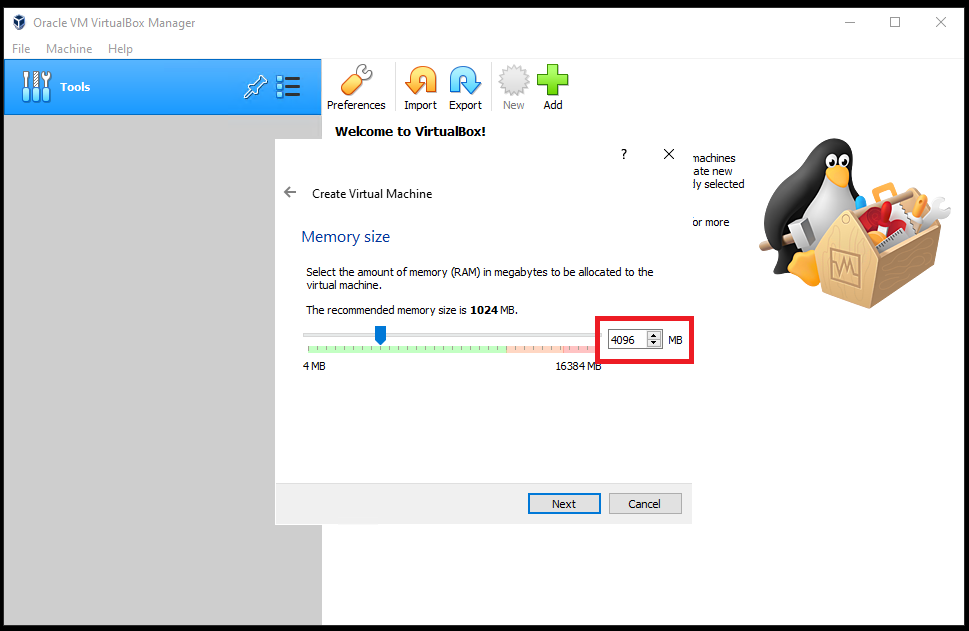 Oracle VM VirtualBox Manager
File Machine Help
Tools
Preferences Import Export New Add
Welcome to VirtualBox!
machines
ate new
ly selected
or more
? 
Create Virtual Machine
Memory size
Select the amount of memory (RAM) in megabytes to be allocated to the
virtual machine.
The recommended memory size is 1024 MB.
4096 MB
4 MB 16384 MB
Next Cancel